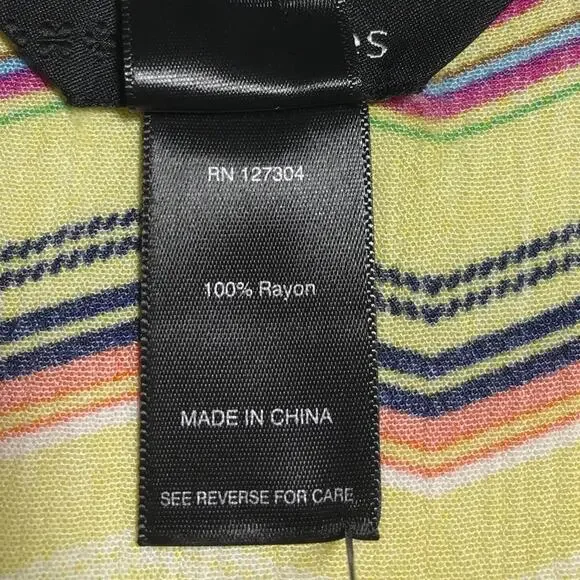 RN 127304
100% Rayon
MADE IN CHINA
SEE REVERSE FOR CARE